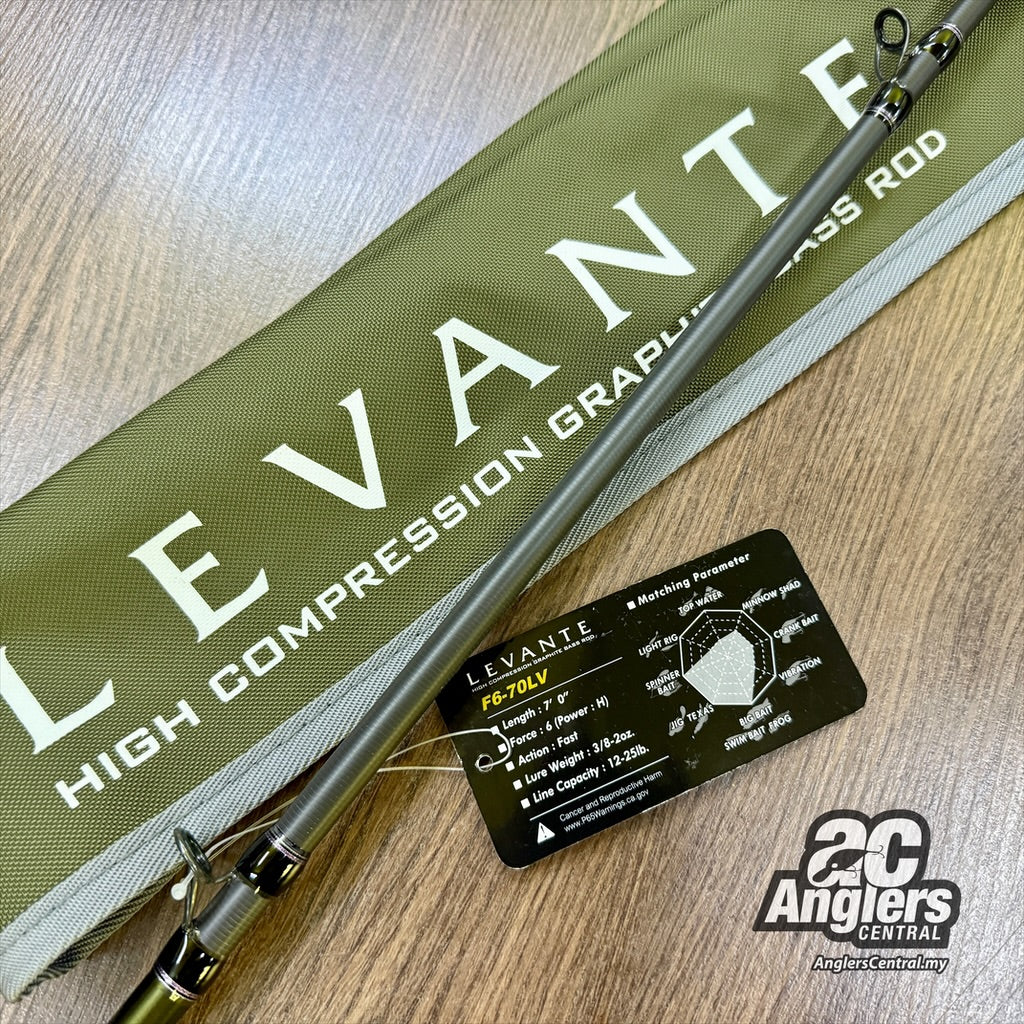 LEVANTE
HIGH COMPRESSION GRAPHITE BASS ROD
LEVANTE
HIGH COMPRESSION GRAPHITE BASS ROD
F6-70LV
■ Length : 7' 0"
■ Force : 6 (Power : H)
■ Action : Fast
■ Lure Weight : 3/8-2oz.
■ Line Capacity : 12-25lb.
Cancer and Reproductive Harm
www.P65Warnings.ca.gov
■ Matching Parameter
TOP WATER
MINNOW SHAD
CRANK BAIT
VIBRATION
BIG BAIT
SWIM BAIT FROG
JIG TEXAS
SPINNER
BAIT
LIGHT RIG
ac
Anglers
CENTRAL
AnglersCentral.my